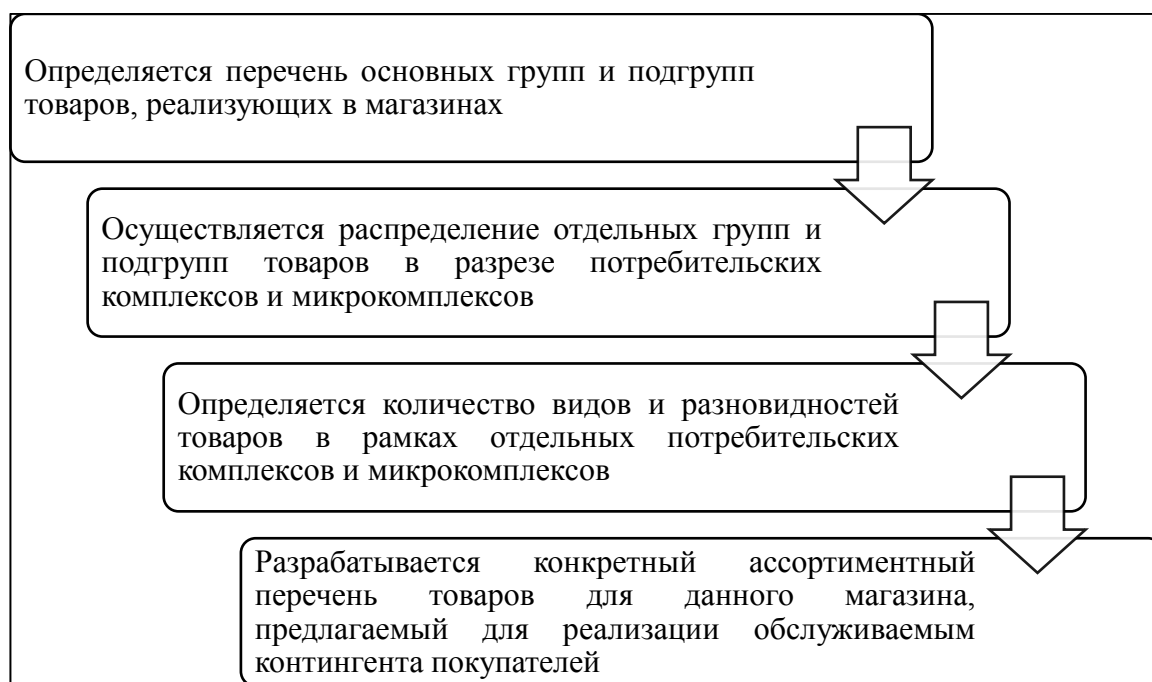 Определяется перечень основных групп и подгрупп
товаров, реализующих в магазинах
Осуществляется распределение отдельных групп и
подгрупп товаров в разрезе потребительских
комплексов и микрокомплексов
Определяется количество видов и разновидностей
товаров в рамках отдельных потребительских
комплексов и микрокомплексов
Разрабатывается конкретный ассортиментный
перечень товаров для данного магазина,
предлагаемый для реализации обслуживаемым
контингента покупателей